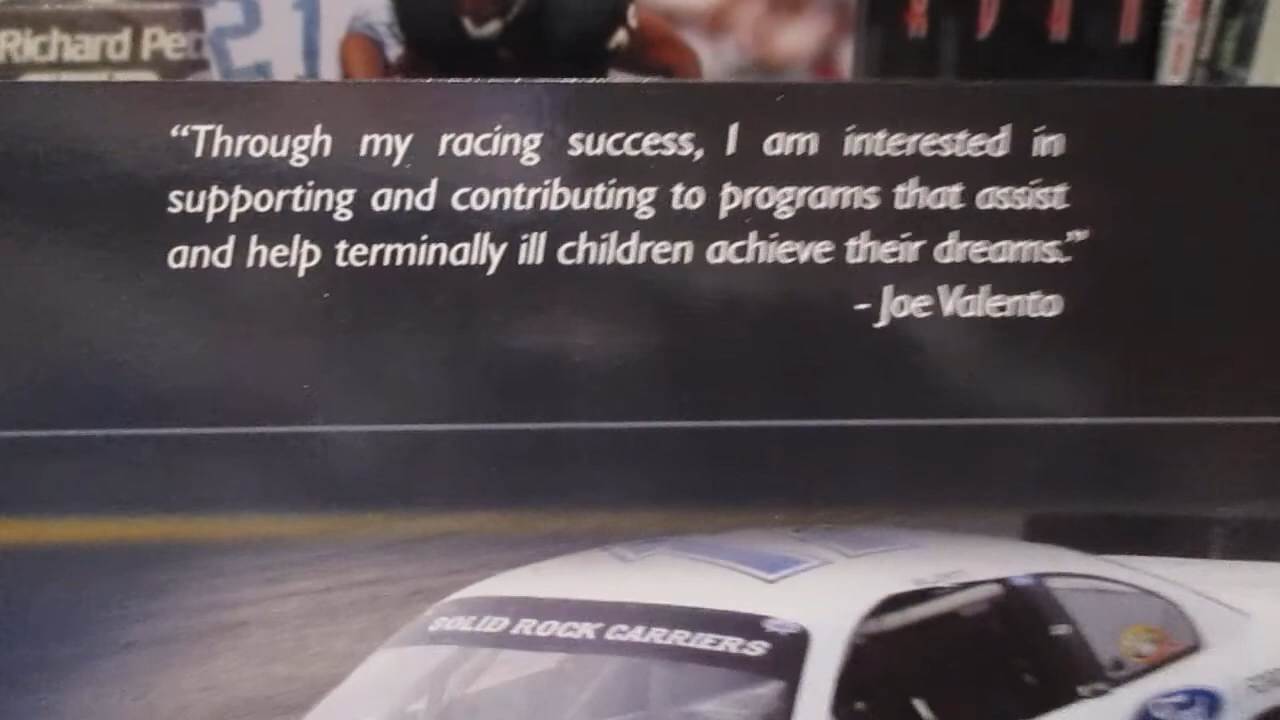 Richard Pe
21
“Through my racing success, I am interested in
supporting and contributing to programs that assist
and help terminally ill children achieve their dreams.”
- Joe Valento
SOLID ROCK CARRIERS